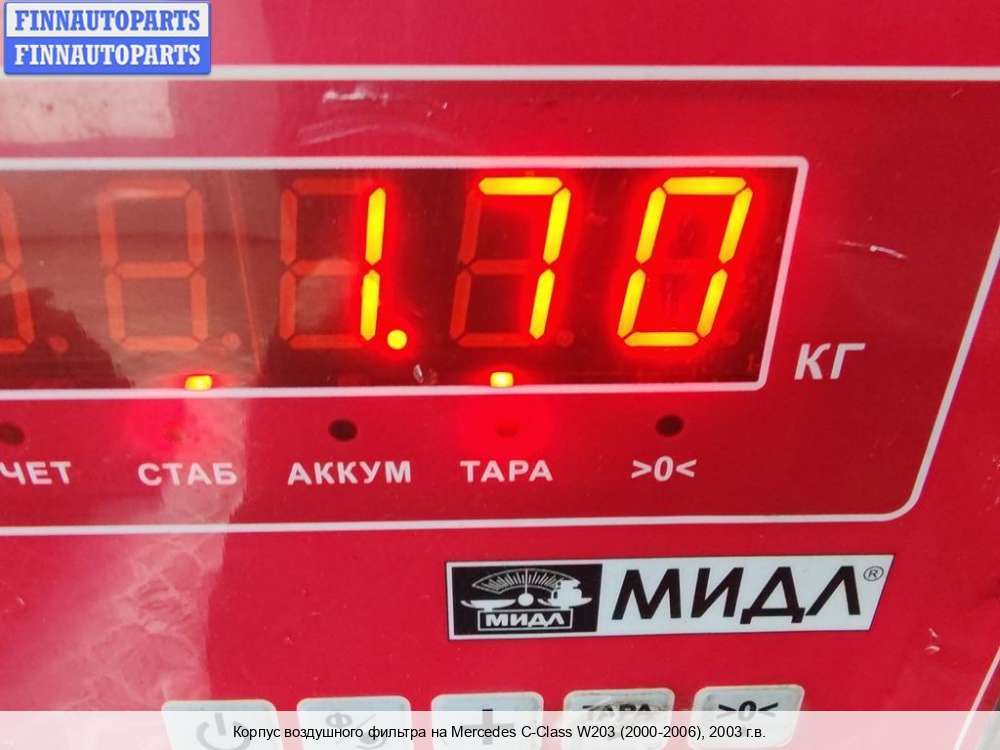 FINNAUTOPARTS
FINNAUTOPARTS
1.70
КГ
ЧЕТ СТАБ АККУМ ТАРА >0<
МИДЛ МИДЛ®
ТАРА >0<
Корпус воздушного фильтра на Mercedes C-Class W203 (2000-2006), 2003 г.в.